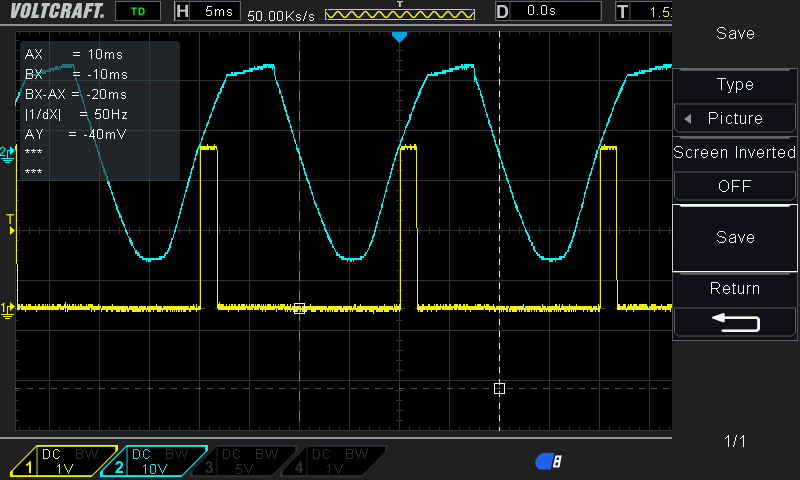 VOLTCRAFT. TD H 5ms 50.00Ks/s T D 0.0s T 1.5
Save
AX = 10ms
BX = -10ms
BX-AX = -20ms
|1/dX| = 50Hz
AY = -40mV
***
***
Type
Picture
Screen Inverted
OFF
2
T
Save
1
Return
1/1
1 DC BW 1V
2 DC BW 10V
3 DC BW 5V
4 DC BW 1V